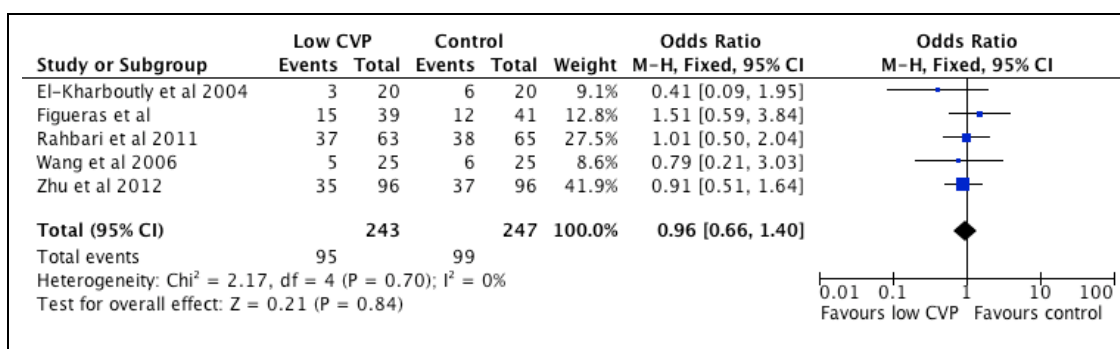 Low CVP Control Odds Ratio Odds Ratio
Study or Subgroup Events Total Events Total Weight M-H, Fixed, 95% CI M-H, Fixed, 95% CI
El-Kharboutly et al 2004 3 20 6 20 9.1% 0.41 [0.09, 1.95]
Figueras et al 15 39 12 41 12.8% 1.51 [0.59, 3.84]
Rahbari et al 2011 37 63 38 65 27.5% 1.01 [0.50, 2.04]
Wang et al 2006 5 25 6 25 8.6% 0.79 [0.21, 3.03]
Zhu et al 2012 35 96 37 96 41.9% 0.91 [0.51, 1.64]
Total (95% CI) 243 247 100.0% 0.96 [0.66, 1.40]
Total events 95 99
Heterogeneity: Chi² = 2.17, df = 4 (P = 0.70); I² = 0%
Test for overall effect: Z = 0.21 (P = 0.84)
0.01 0.1 1 10 100
Favours low CVP Favours control